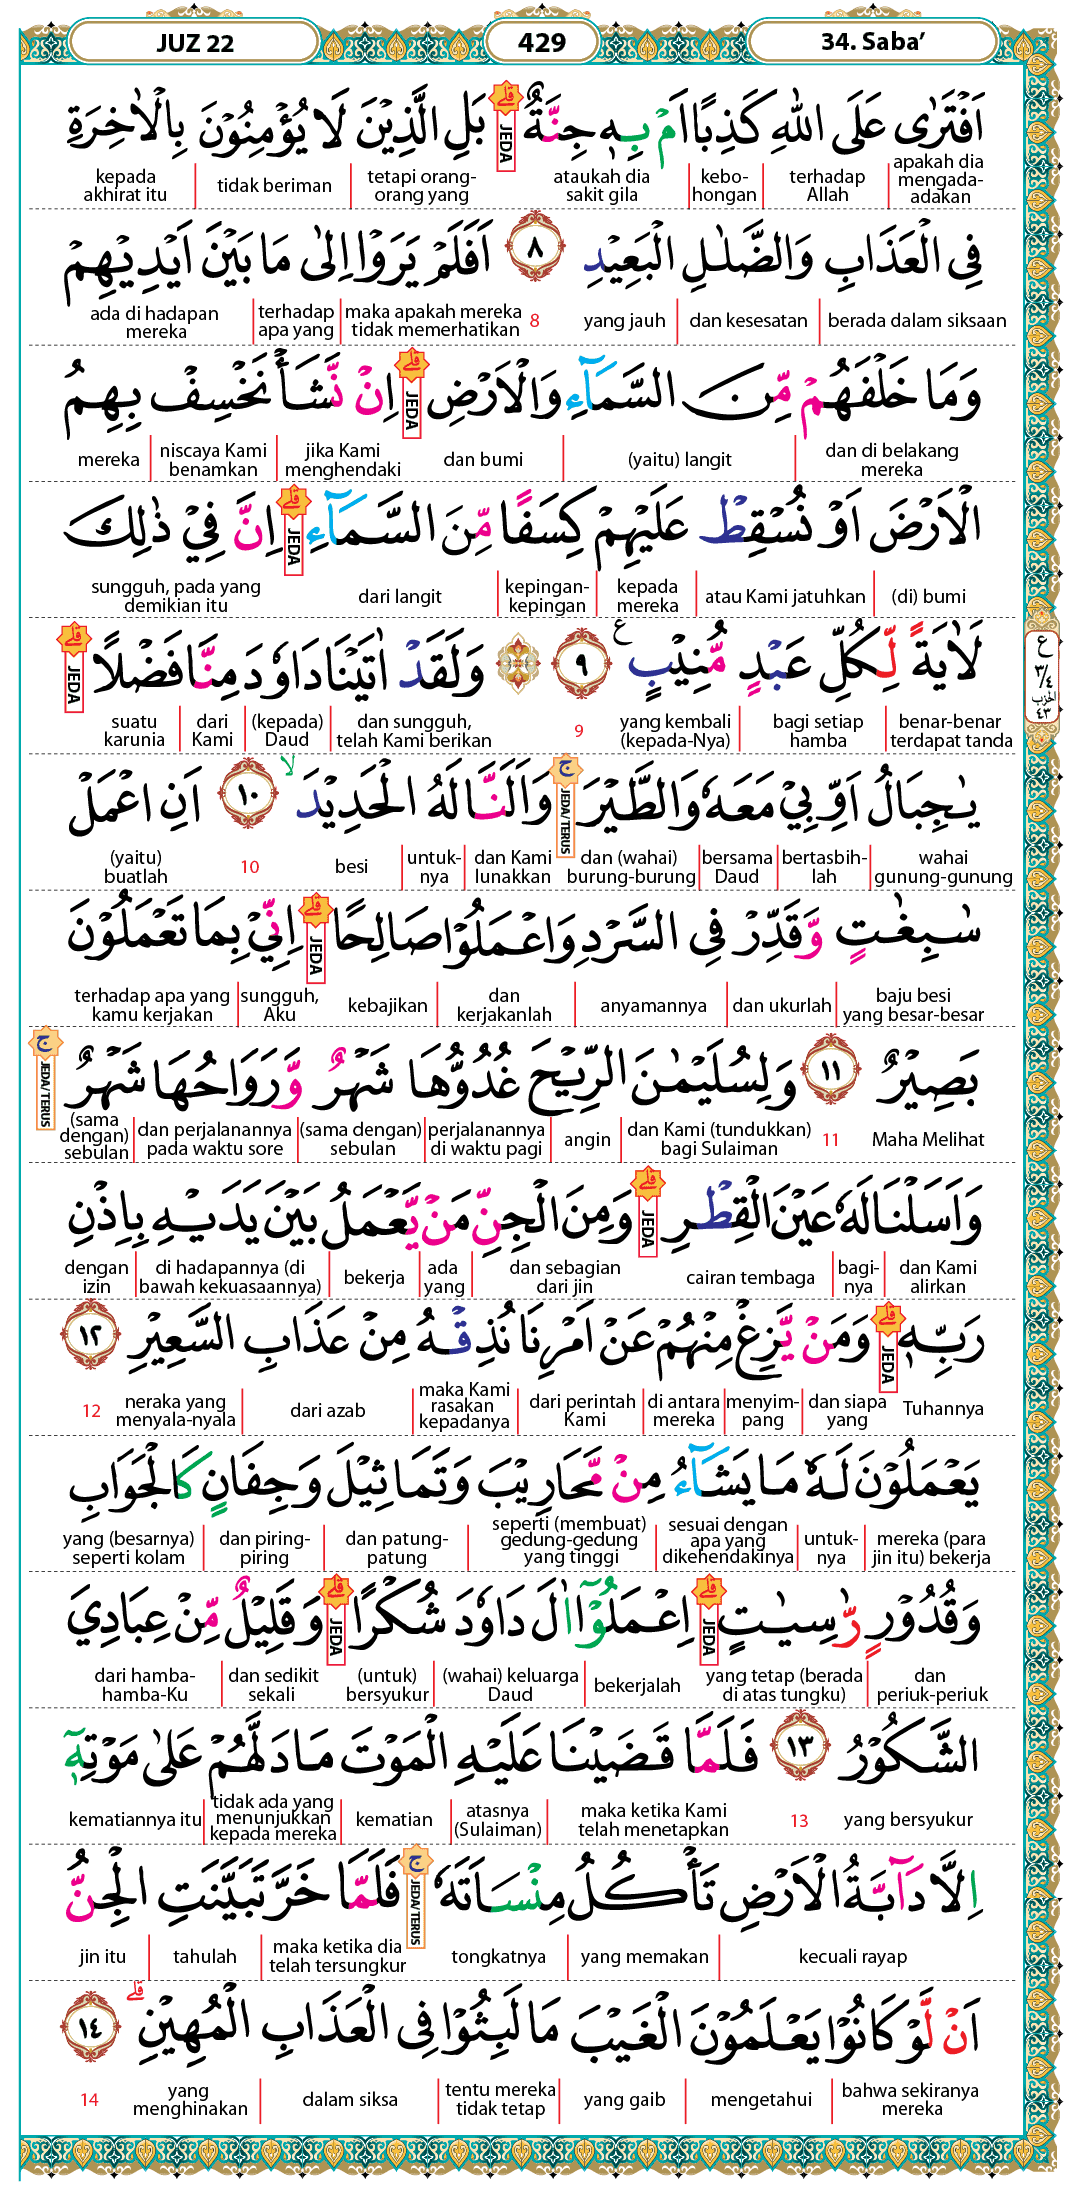 JUZ 22
429
34. Saba’
اَفْتَرٰى عَلَى اللّٰهِ كَذِبًا اَمْ بِهٖ جِنَّةٌ ۗ بَلِ الَّذِيْنَ لَا يُؤْمِنُوْنَ بِالْاٰخِرَةِ
JEDA
apakah dia mengada-adakan | terhadap Allah | kebo-hongan | ataukah dia sakit gila | tetapi orang-orang yang | tidak beriman | kepada akhirat itu
فِى الْعَذَابِ وَالضَّلٰلِ الْبَعِيْدِ ٨ اَفَلَمْ يَرَوْا اِلٰى مَا بَيْنَ اَيْدِيْهِمْ
berada dalam siksaan | dan kesesatan | yang jauh 8 maka apakah mereka tidak memerhatikan | terhadap apa yang | ada di hadapan mereka
وَمَا خَلْفَهُمْ مِّنَ السَّمَاۤءِ وَالْاَرْضِ ۗ اِنْ نَّشَأْ نَخْسِفْ بِهِمُ
JEDA
dan di belakang mereka | (yaitu) langit | dan bumi jika Kami menghendaki | niscaya Kami benamkan | mereka
الْاَرْضَ اَوْ نُسْقِطْ عَلَيْهِمْ كِسَفًا مِّنَ السَّمَاۤءِ ۗ اِنَّ فِيْ ذٰلِكَ
JEDA
(di) bumi | atau Kami jatuhkan | kepada mereka | kepingan-kepingan | dari langit sungguh, pada yang demikian itu
لَاٰيَةً لِّكُلِّ عَبْدٍ مُّنِيْبٍ ࣖ ٩ ۞ وَلَقَدْ اٰتَيْنَا دَاوٗدَ مِنَّا فَضْلًا ۗ
JEDA
ع ٣/٤ الحزب ٤٣
benar-benar terdapat tanda | bagi setiap hamba | yang kembali (kepada-Nya) 9 dan sungguh, telah Kami berikan | (kepada) Daud | dari Kami | suatu karunia
يٰجِبَالُ اَوِّبِيْ مَعَهٗ وَالطَّيْرَ ۚ وَاَلَنَّا لَهُ الْحَدِيْدَ ۙ ١٠ اَنِ اعْمَلْ
JEDA/TERUS
wahai gunung-gunung | bertasbih-lah | bersama Daud | dan (wahai) burung-burung dan Kami lunakkan | untuk-nya | besi 10 (yaitu) buatlah
سٰبِغٰتٍ وَّقَدِّرْ فِى السَّرْدِ وَاعْمَلُوْا صَالِحًا ۗ اِنِّيْ بِمَا تَعْمَلُوْنَ
JEDA
baju besi yang besar-besar | dan ukurlah | anyamannya | dan kerjakanlah | kebajikan sungguh, Aku | terhadap apa yang kamu kerjakan
بَصِيْرٌ ١١ وَلِسُلَيْمٰنَ الرِّيْحَ غُدُوُّهَا شَهْرٌ وَّرَوَاحُهَا شَهْرٌ ۚ
JEDA/TERUS
Maha Melihat 11 dan Kami (tundukkan) bagi Sulaiman | angin | perjalanannya di waktu pagi | (sama dengan) sebulan | dan perjalanannya pada waktu sore | (sama dengan) sebulan
وَاَسَلْنَا لَهٗ عَيْنَ الْقِطْرِ ۗ وَمِنَ الْجِنِّ مَنْ يَّعْمَلُ بَيْنَ يَدَيْهِ بِاِذْنِ
JEDA
dan Kami alirkan | bagi-nya | cairan tembaga dan sebagian dari jin | ada yang | bekerja | di hadapannya (di bawah kekuasaannya) | dengan izin
رَبِّهٖ ۗ وَمَنْ يَّزِغْ مِنْهُمْ عَنْ اَمْرِنَا نُذِقْهُ مِنْ عَذَابِ السَّعِيْرِ ١٢
JEDA
Tuhannya dan siapa yang | menyim-pang | di antara mereka | dari perintah Kami | maka Kami rasakan kepadanya | dari azab | neraka yang menyala-nyala 12
يَعْمَلُوْنَ لَهٗ مَا يَشَاۤءُ مِنْ مَّحَارِيْبَ وَتَمَاثِيْلَ وَجِفَانٍ كَالْجَوَابِ
mereka (para jin itu) bekerja | untuk-nya | sesuai dengan apa yang dikehendakinya | seperti (membuat) gedung-gedung yang tinggi | dan patung-patung | dan piring-piring | yang (besarnya) seperti kolam
وَقُدُوْرٍ رّٰسِيٰتٍ ۗ اِعْمَلُوْٓا اٰلَ دَاوٗدَ شُكْرًا ۗ وَقَلِيْلٌ مِّنْ عِبَادِيَ
JEDA
JEDA
dan periuk-periuk | yang tetap (berada di atas tungku) bekerjalah | (wahai) keluarga Daud | (untuk) bersyukur dan sedikit sekali | dari hamba-hamba-Ku
الشَّكُوْرُ ١٣ فَلَمَّا قَضَيْنَا عَلَيْهِ الْمَوْتَ مَا دَلَّهُمْ عَلٰى مَوْتِهٖٓ
yang bersyukur 13 maka ketika Kami telah menetapkan | atasnya (Sulaiman) | kematian | tidak ada yang menunjukkan kepada mereka | kematiannya itu
اِلَّا دَاۤبَّةُ الْاَرْضِ تَأْكُلُ مِنْسَاَتَهٗ ۚ فَلَمَّا خَرَّ تَبَيَّنَتِ الْجِنُّ
JEDA/TERUS
kecuali rayap | yang memakan | tongkatnya maka ketika dia telah tersungkur | tahulah | jin itu
اَنْ لَّوْ كَانُوْا يَعْلَمُوْنَ الْغَيْبَ مَا لَبِثُوْا فِى الْعَذَابِ الْمُهِيْنِ ۗ ١٤
bahwa sekiranya mereka | mengetahui | yang gaib | tentu mereka tidak tetap | dalam siksa | yang menghinakan 14